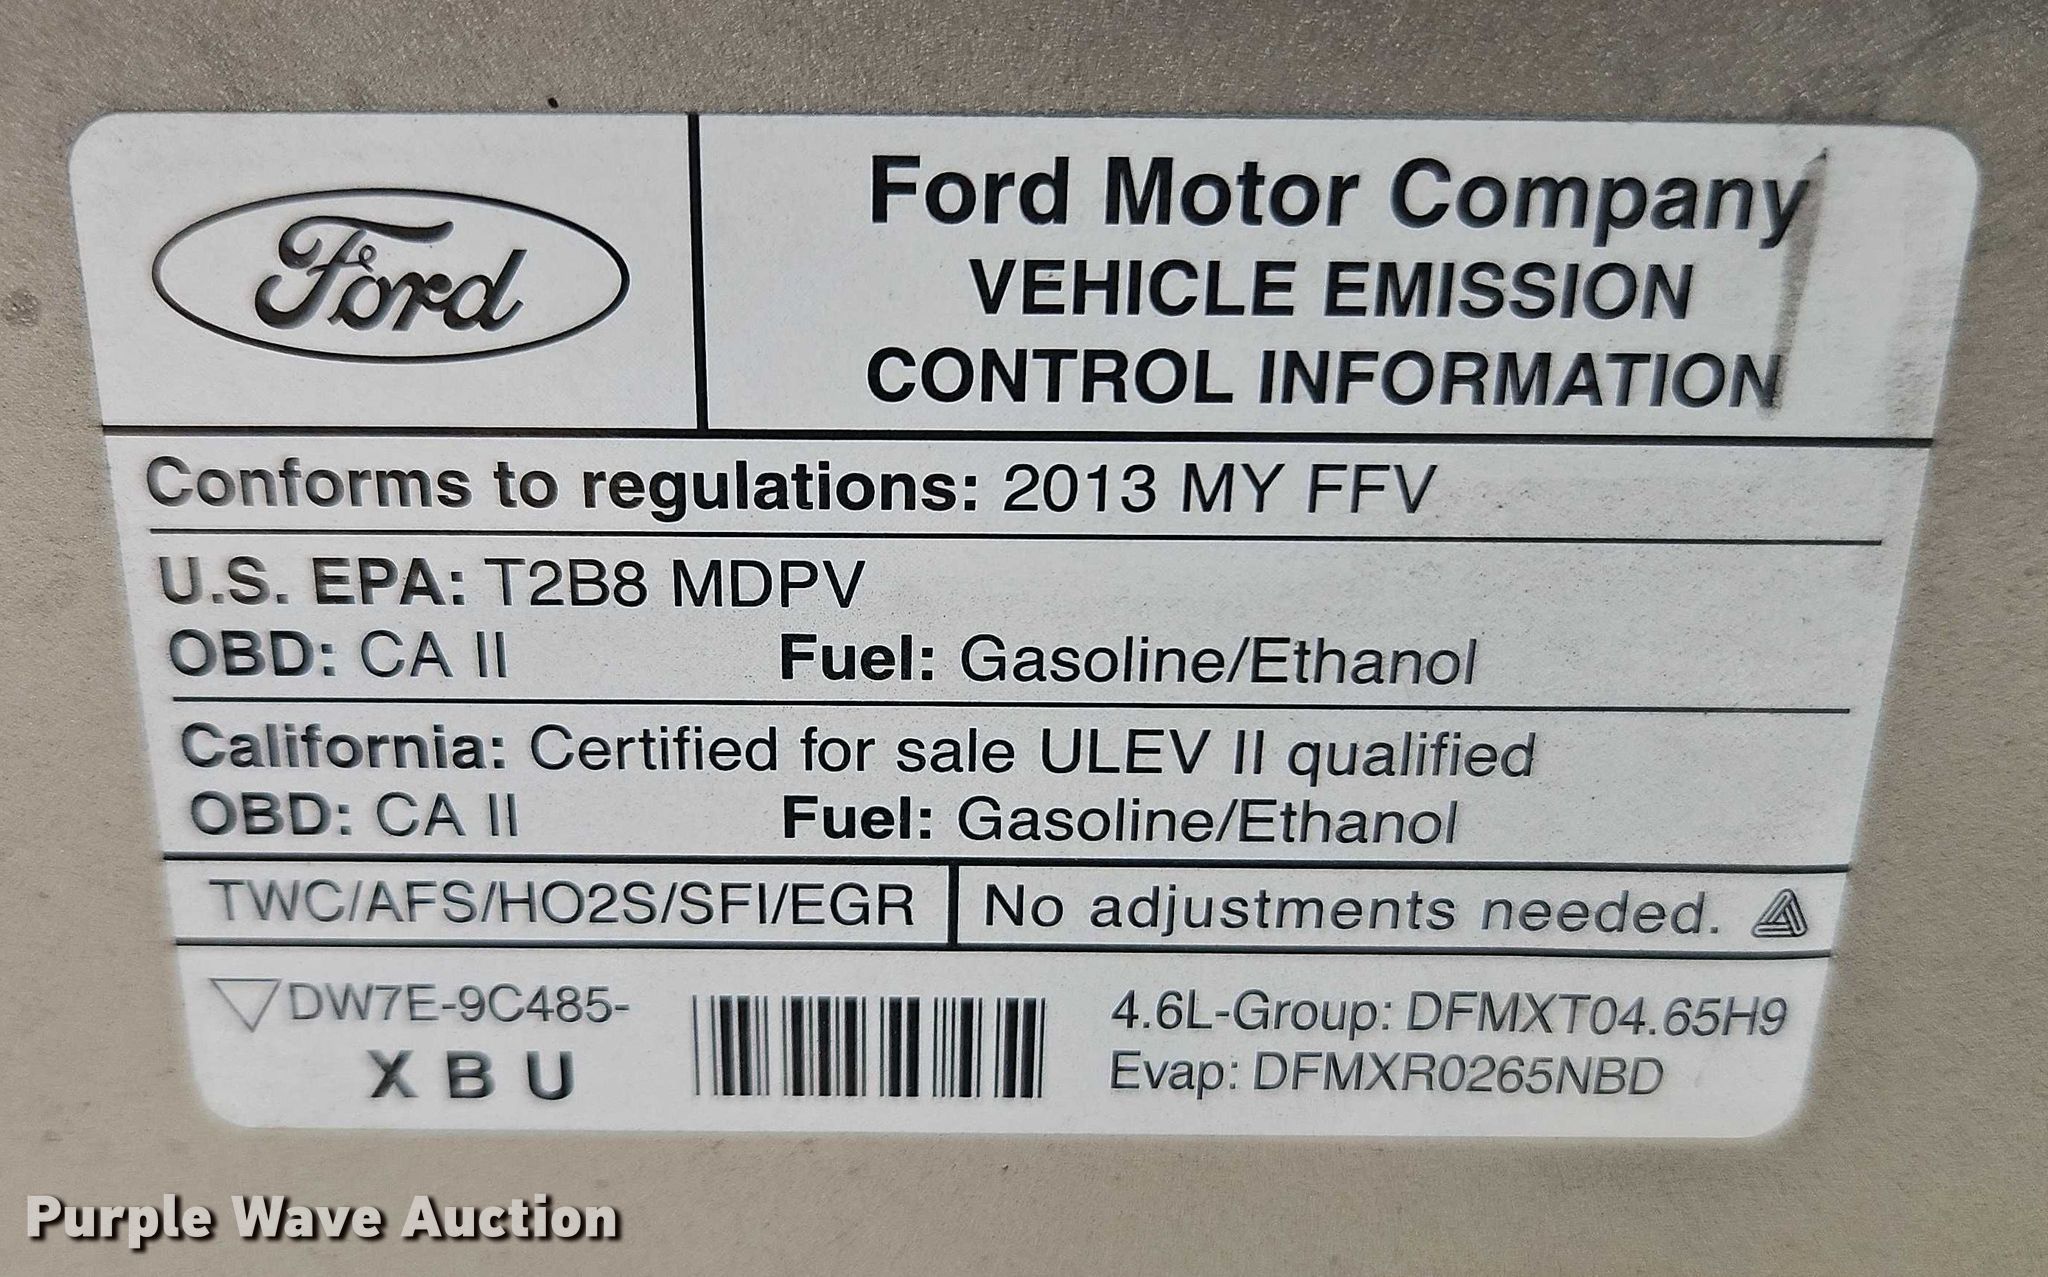 Ford
Ford Motor Company
VEHICLE EMISSION
CONTROL INFORMATION
Conforms to regulations: 2013 MY FFV
U.S. EPA: T2B8 MDPV
OBD: CA II Fuel: Gasoline/Ethanol
California: Certified for sale ULEV II qualified
OBD: CA II Fuel: Gasoline/Ethanol
TWC/AFS/HO2S/SFI/EGR
No adjustments needed.
DW7E-9C485-
X B U
4.6L-Group: DFMXT04.65H9
Evap: DFMXR0265NBD
Purple Wave Auction